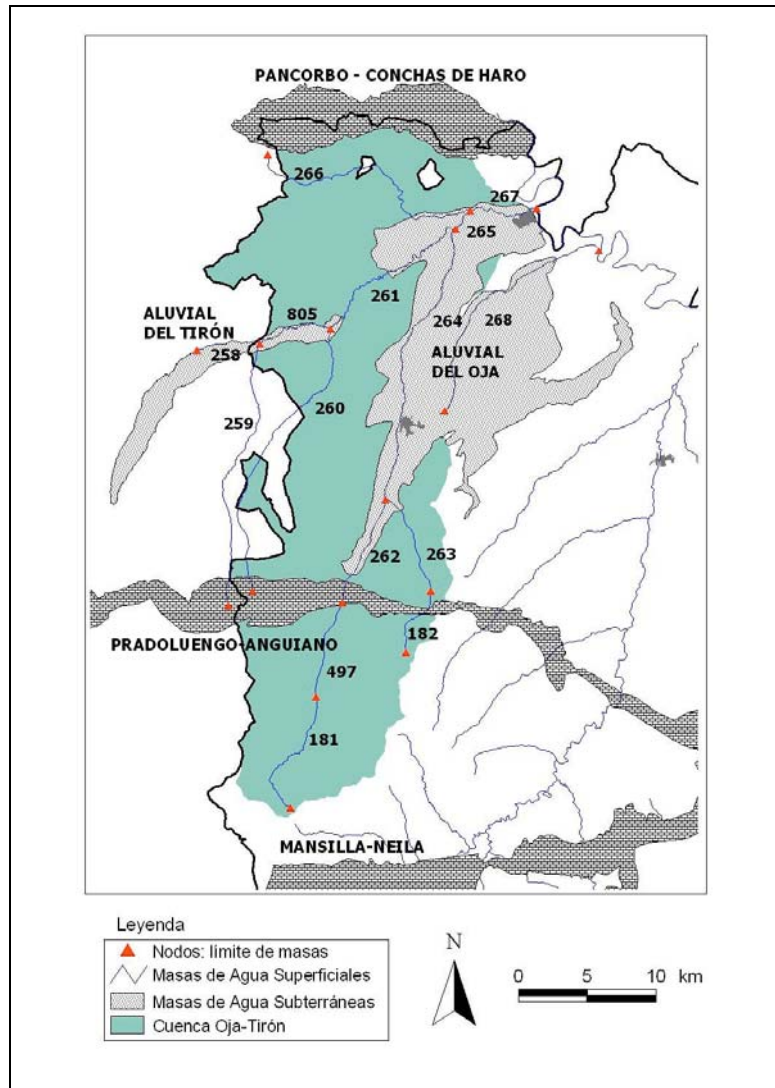 PANCORBO - CONCHAS DE HARO
266
267
265
261
ALUVIAL
DEL TIRÓN
805
258
264
268
ALUVIAL
DEL OJA
260
259
262
263
PRADOLUENGO-ANGUIANO
182
497
181
MANSILLA-NEILA
Leyenda
Nodos: límite de masas
Masas de Agua Superficiales
Masas de Agua Subterráneas
Cuenca Oja-Tirón
N
0 5 10 km